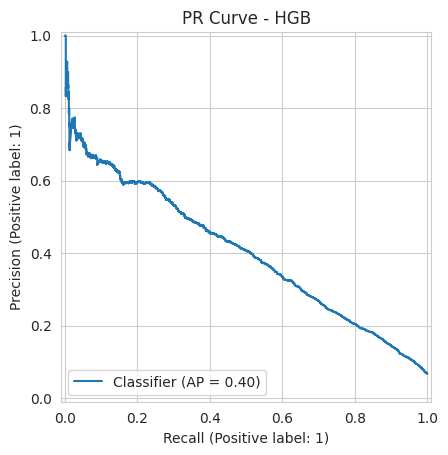 PR Curve - HGB
1.0
0.8
0.6
0.4
0.2
0.0
Precision (Positive label: 1)
Classifier (AP = 0.40)
0.0 0.2 0.4 0.6 0.8 1.0
Recall (Positive label: 1)